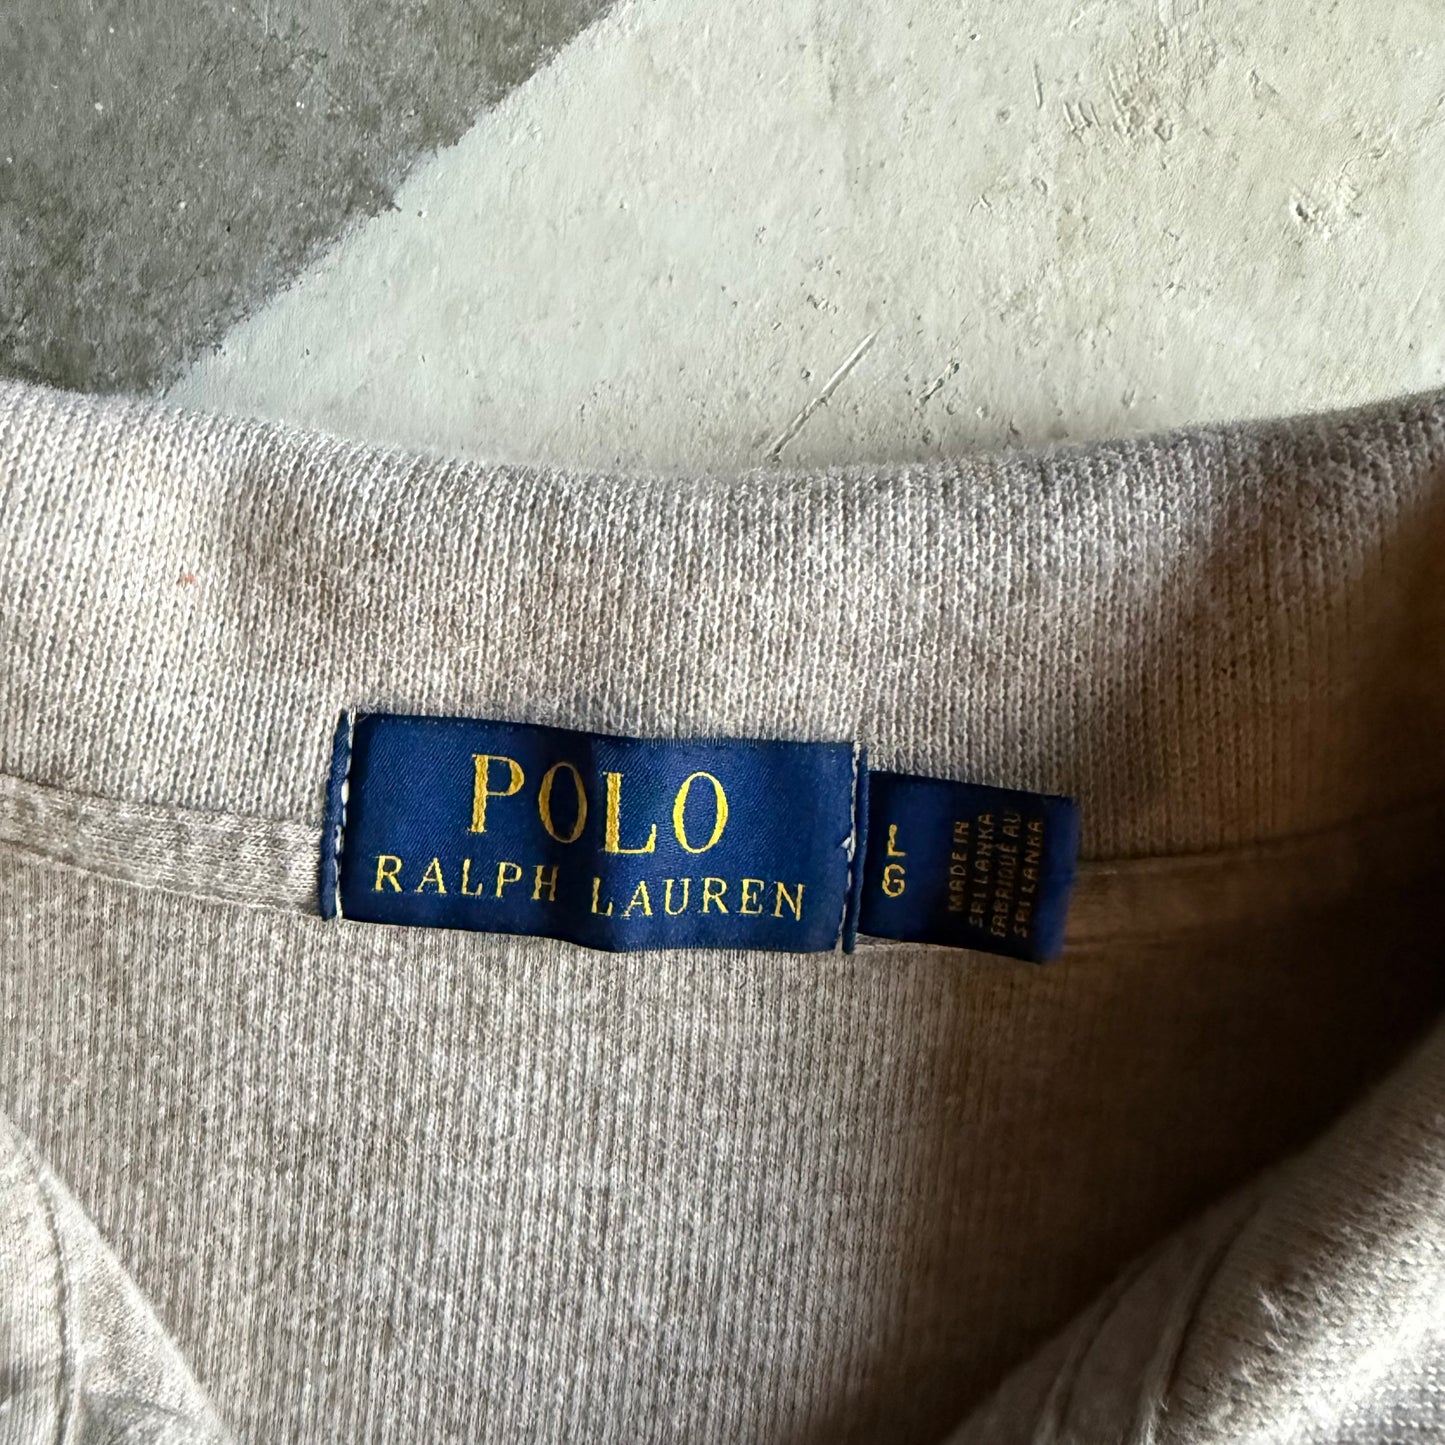 POLO
RALPH LAUREN
L
G
MADE IN
SRI LANKA
FABRIQUÉ AU
SRI LANKA